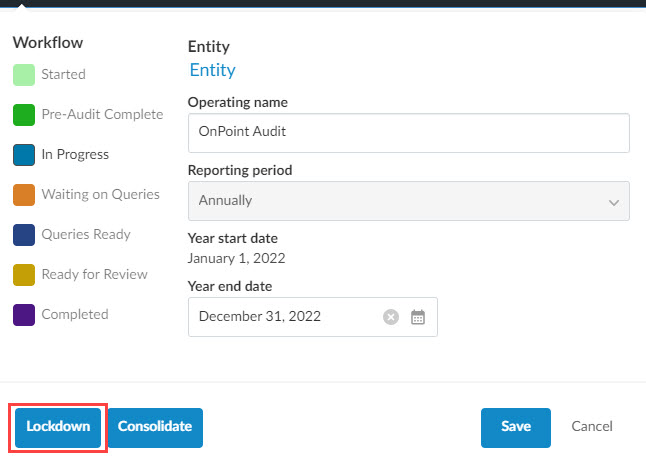 Workflow
Started
Pre-Audit Complete
In Progress
Waiting on Queries
Queries Ready
Ready for Review
Completed
Entity
Entity
Operating name
OnPoint Audit
Reporting period
Annually
Year start date
January 1, 2022
Year end date
December 31, 2022
Lockdown
Consolidate
Save
Cancel